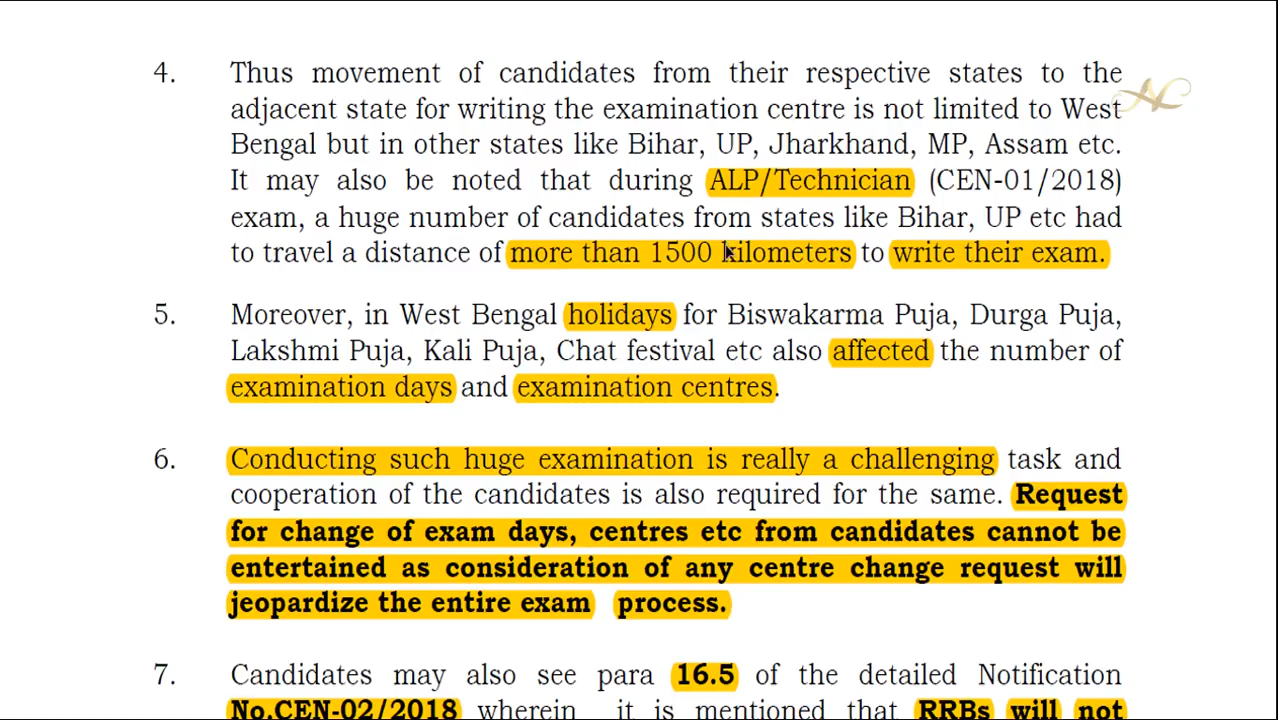 4. Thus movement of candidates from their respective states to the
adjacent state for writing the examination centre is not limited to West
Bengal but in other states like Bihar, UP, Jharkhand, MP, Assam etc.
It may also be noted that during ALP/Technician (CEN-01/2018)
exam, a huge number of candidates from states like Bihar, UP etc had
to travel a distance of more than 1500 kilometers to write their exam.
5. Moreover, in West Bengal holidays for Biswakarma Puja, Durga Puja,
Lakshmi Puja, Kali Puja, Chat festival etc also affected the number of
examination days and examination centres.
6. Conducting such huge examination is really a challenging task and
cooperation of the candidates is also required for the same. Request
for change of exam days, centres etc from candidates cannot be
entertained as consideration of any centre change request will
jeopardize the entire exam process.
7. Candidates may also see para 16.5 of the detailed Notification
No.CEN-02/2018 wherein it is mentioned that RRBs will not